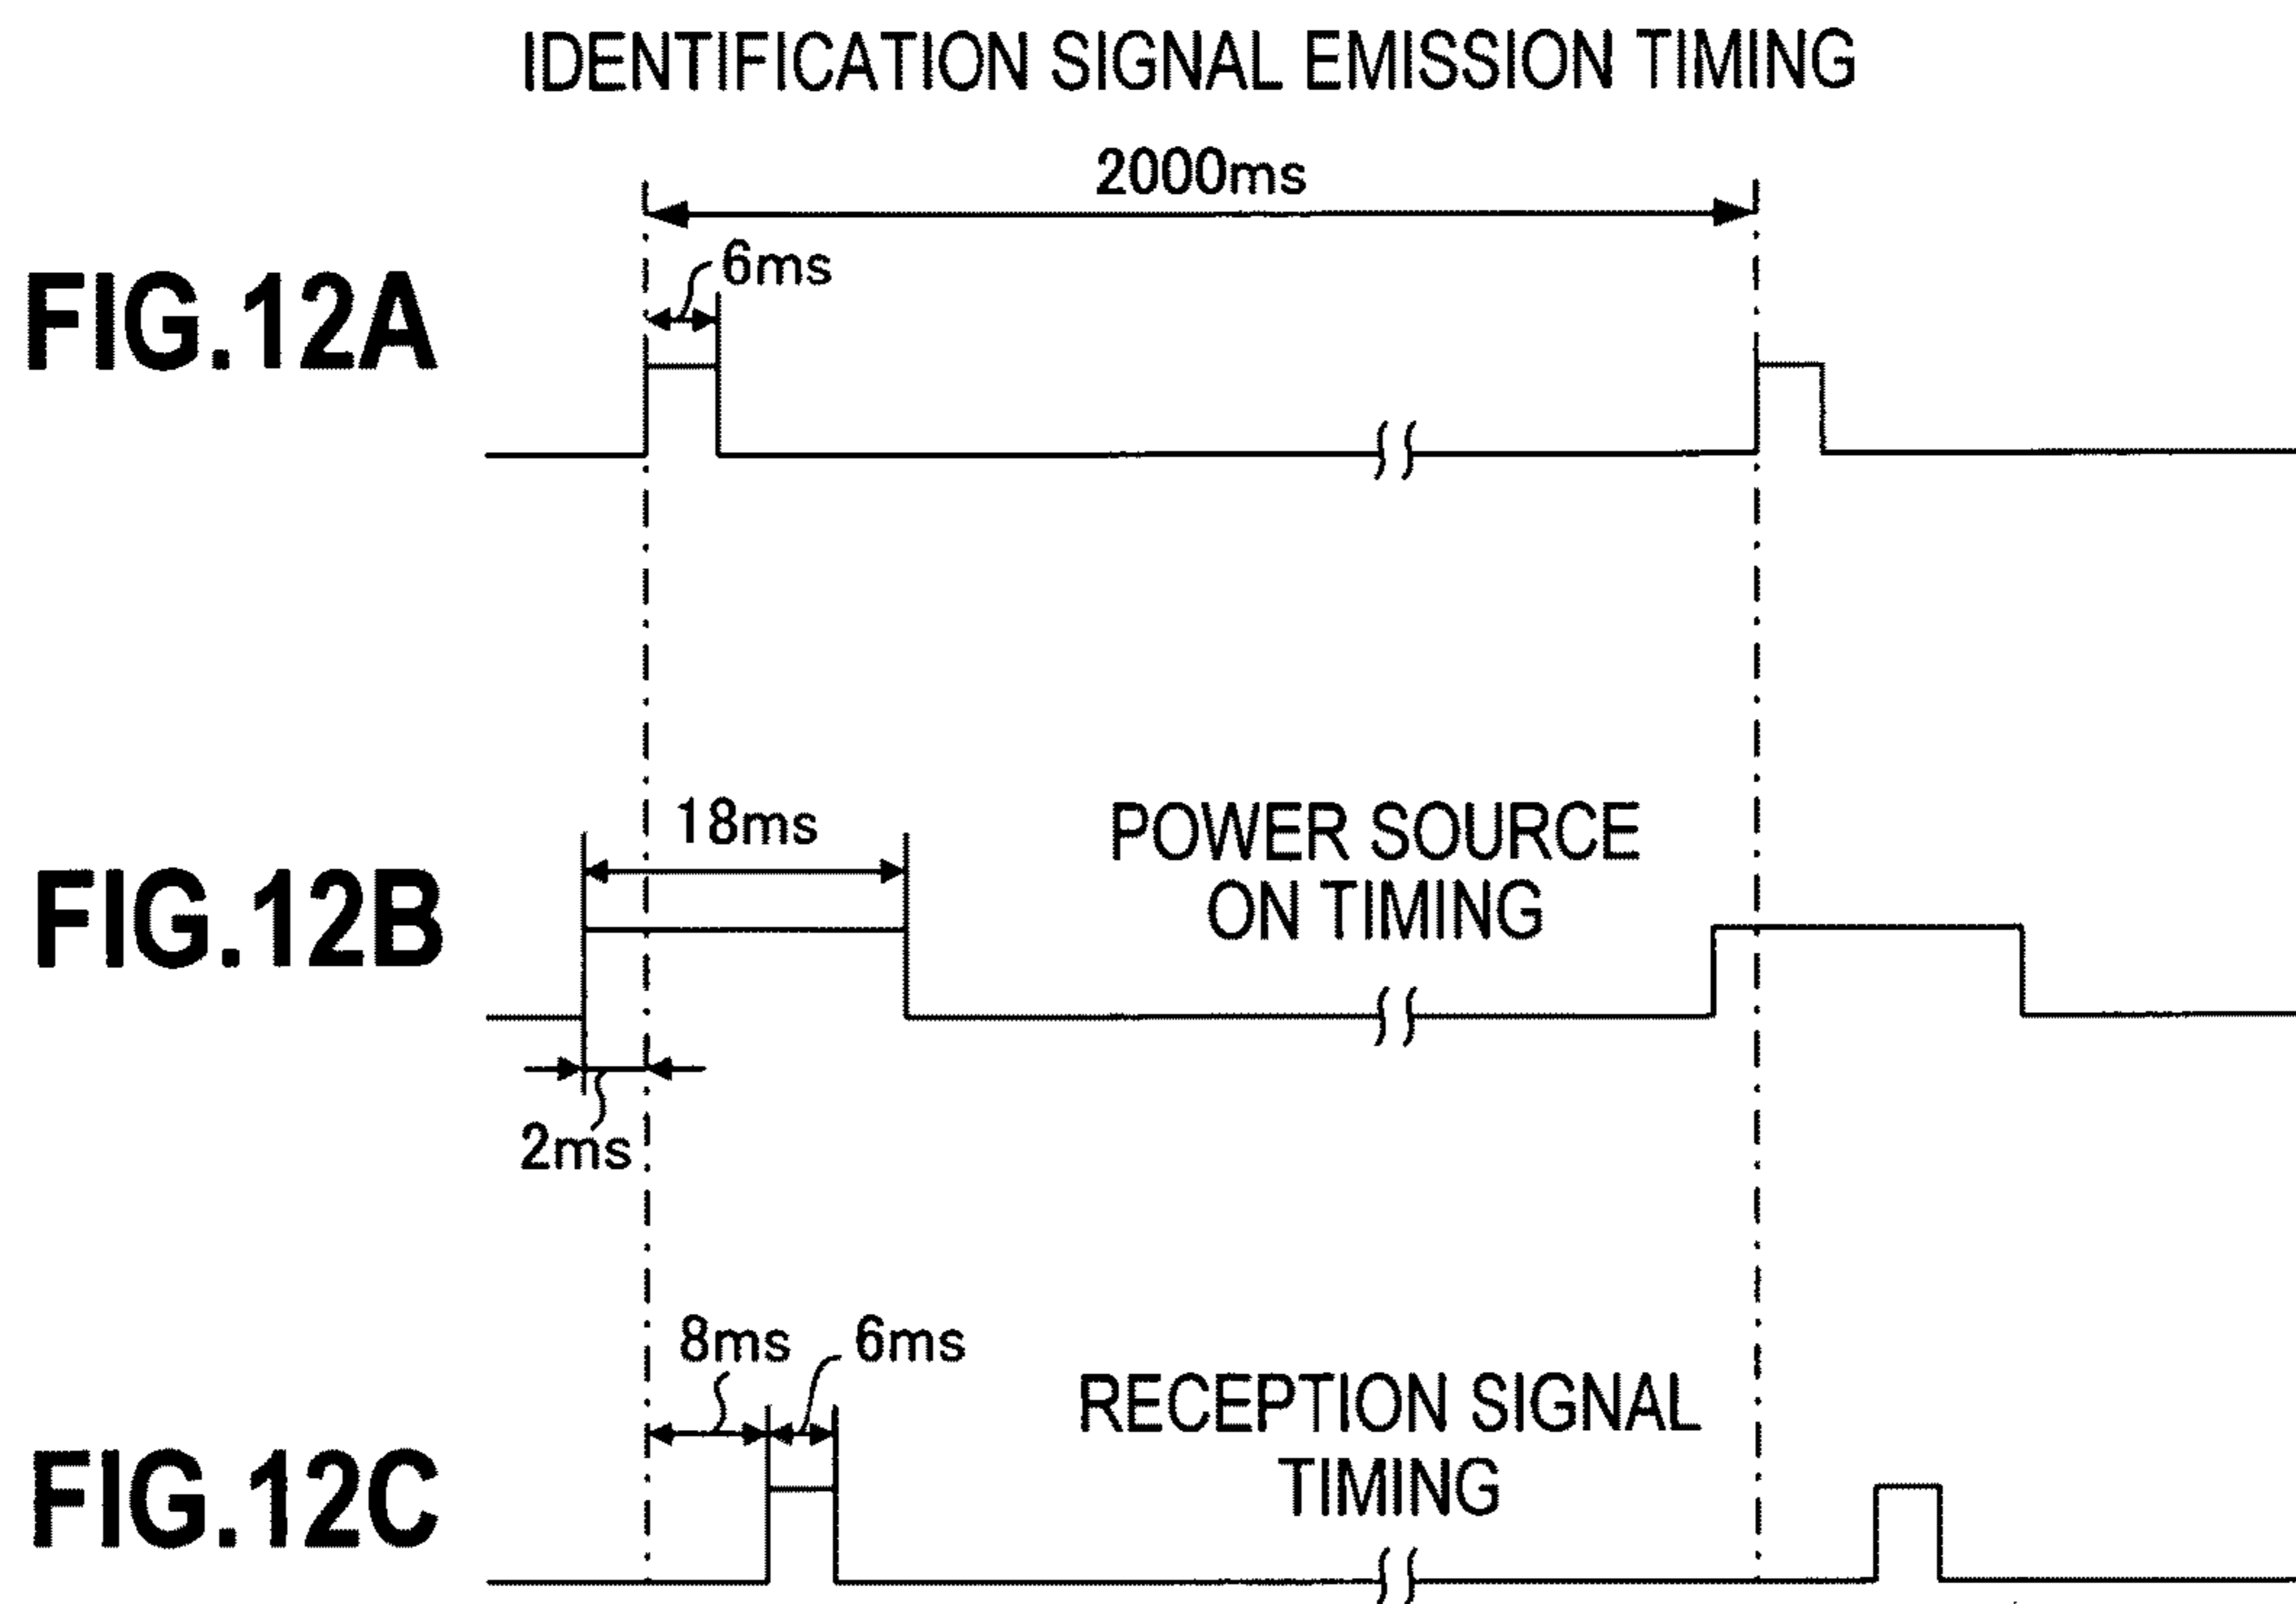 IDENTIFICATION SIGNAL EMISSION TIMING
2000ms
6ms
FIG.12A
18ms
POWER SOURCE
ON TIMING
FIG.12B
2ms
8ms
6ms
RECEPTION SIGNAL
TIMING
FIG.12C